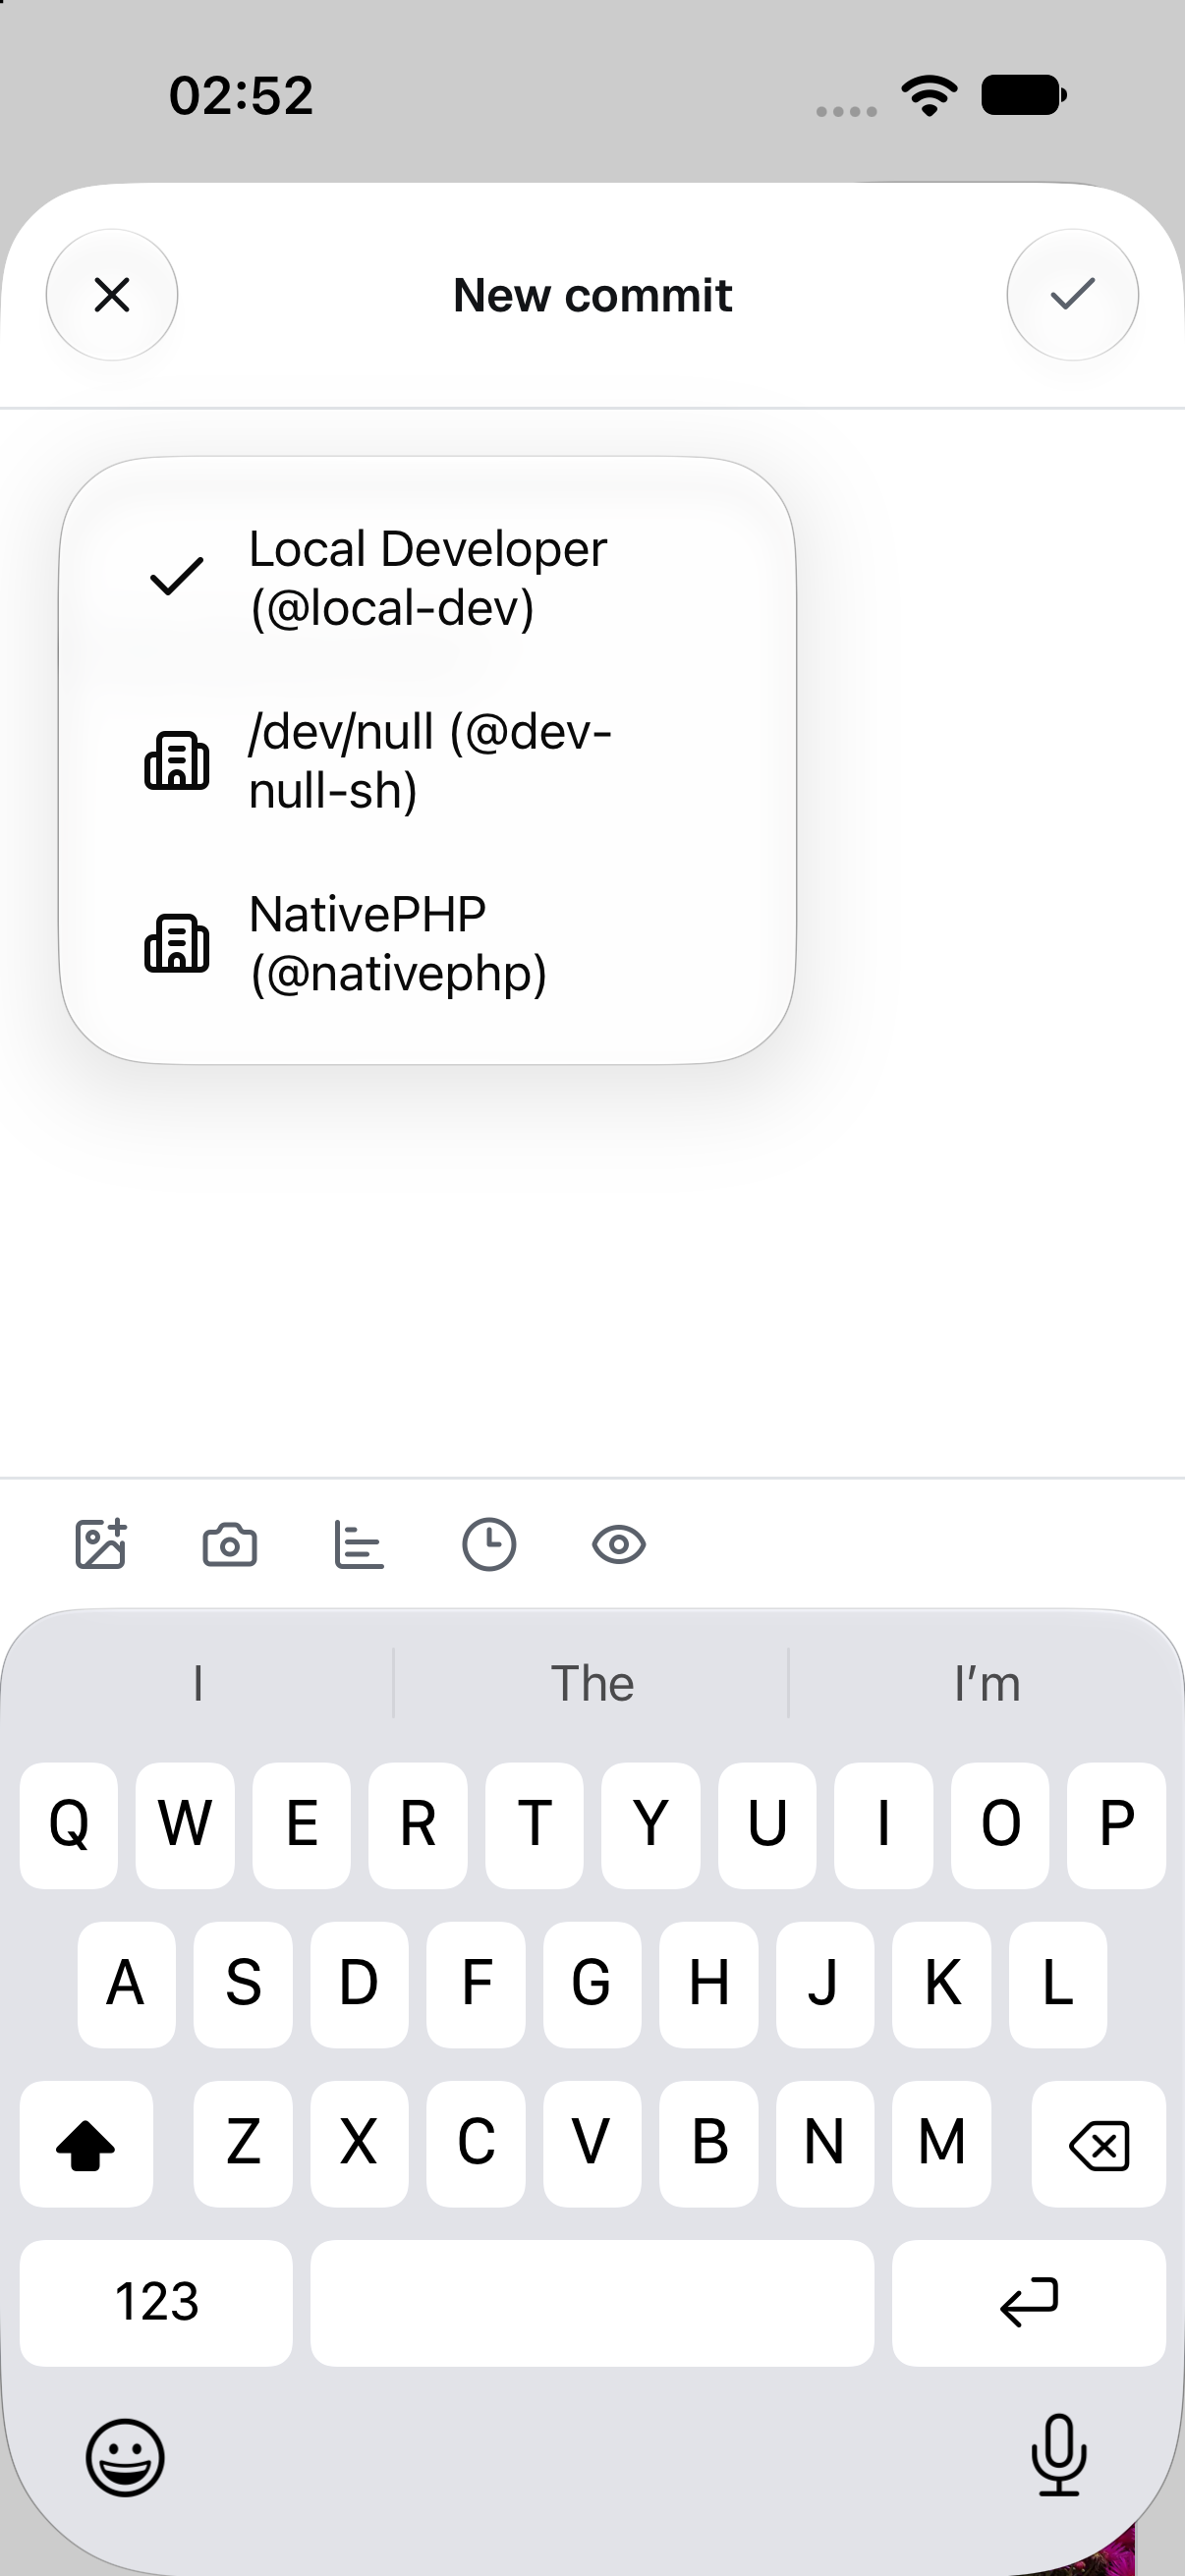 02:52
New commit
Local Developer
(@local-dev)
/dev/null (@dev-
null-sh)
NativePHP
(@nativephp)
I The I’m
Q W E R T Y U I O P
A S D F G H J K L
Z X C V B N M
123